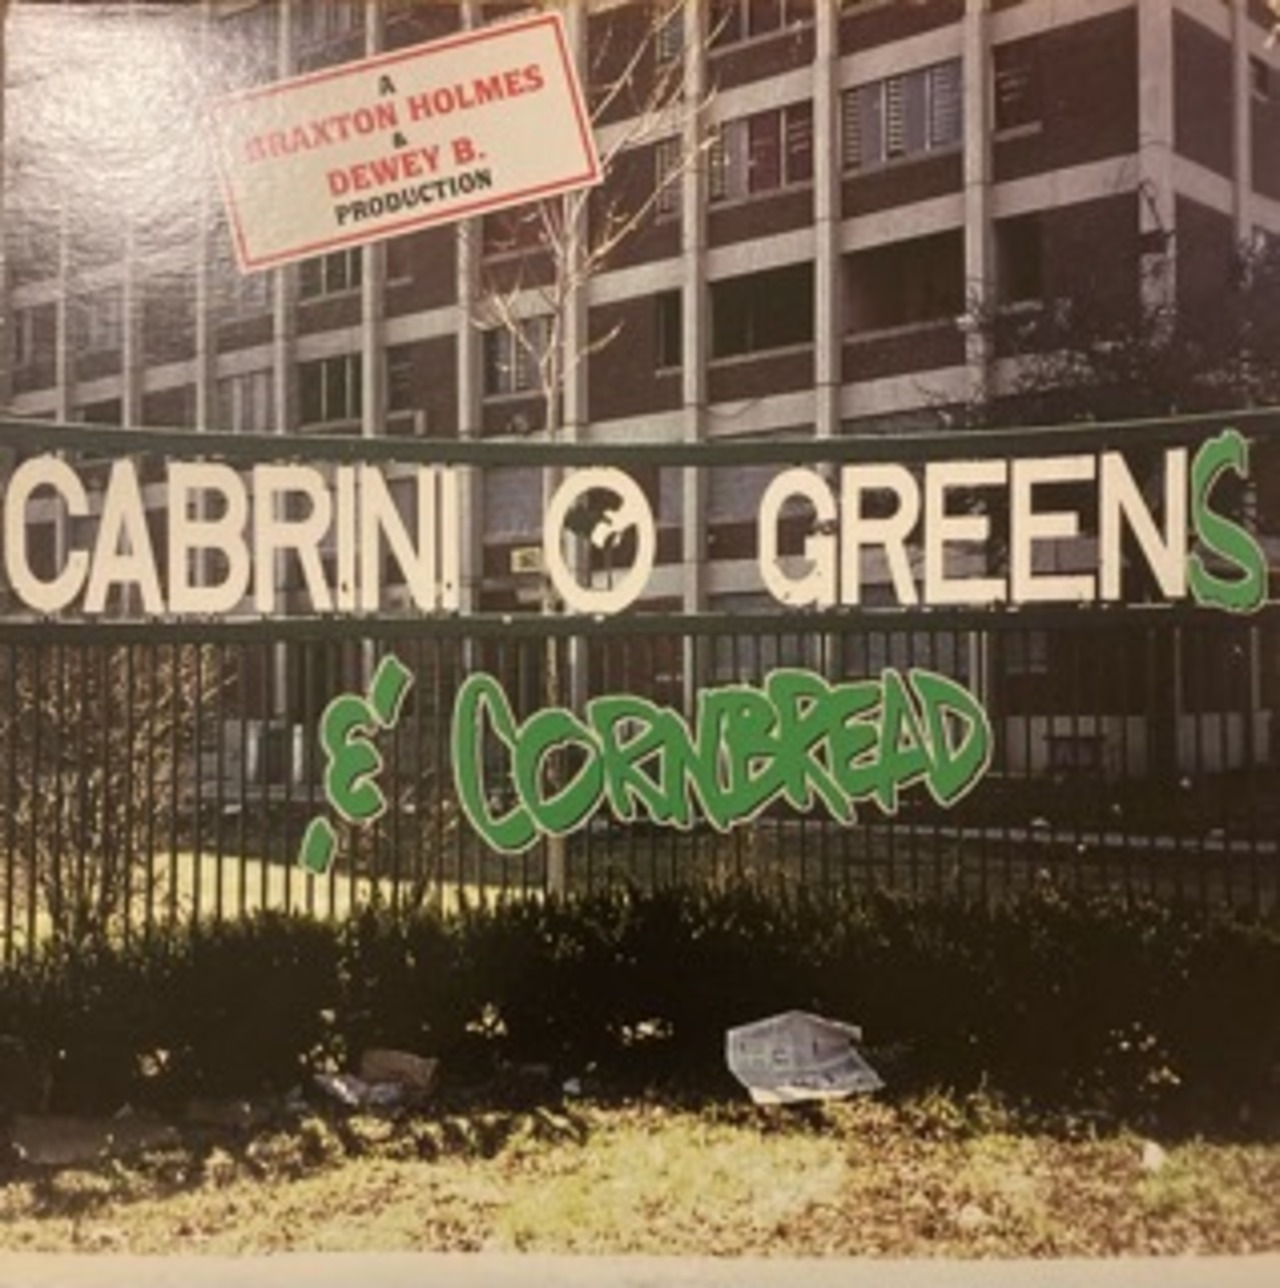 A
BRAXTON HOLMES
&
DEWEY B.
PRODUCTION
CABRINI O GREENS
& CORNBREAD